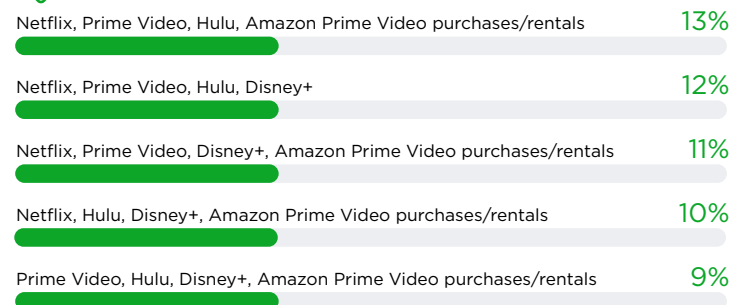 Netflix, Prime Video, Hulu, Amazon Prime Video purchases/rentals 13%
Netflix, Prime Video, Hulu, Disney+ 12%
Netflix, Prime Video, Disney+, Amazon Prime Video purchases/rentals 11%
Netflix, Hulu, Disney+, Amazon Prime Video purchases/rentals 10%
Prime Video, Hulu, Disney+, Amazon Prime Video purchases/rentals 9%